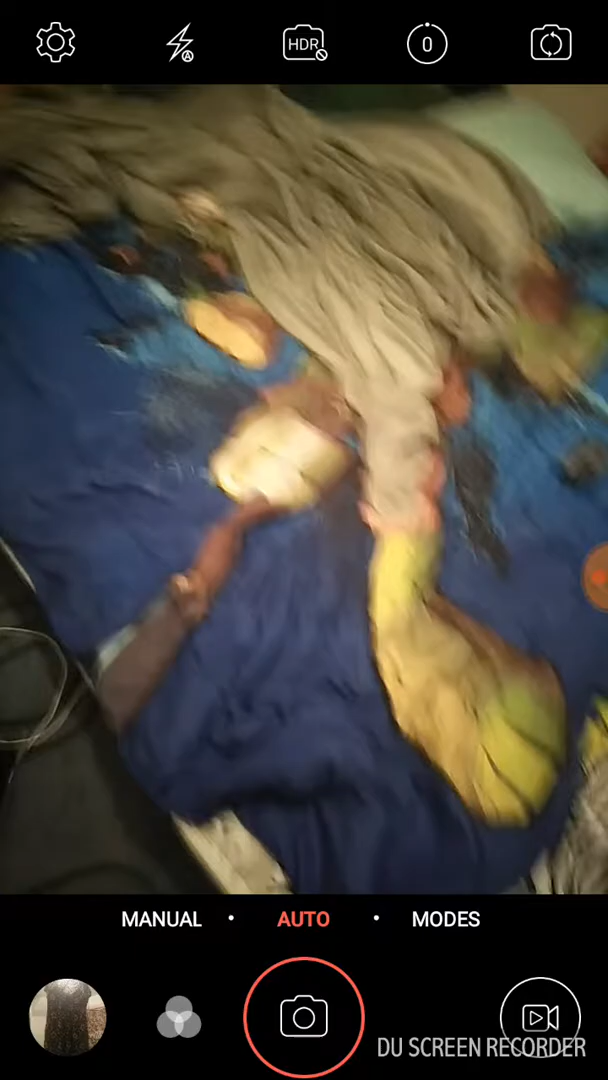 HDR
0
MANUAL • AUTO • MODES
DU SCREEN RECORDER